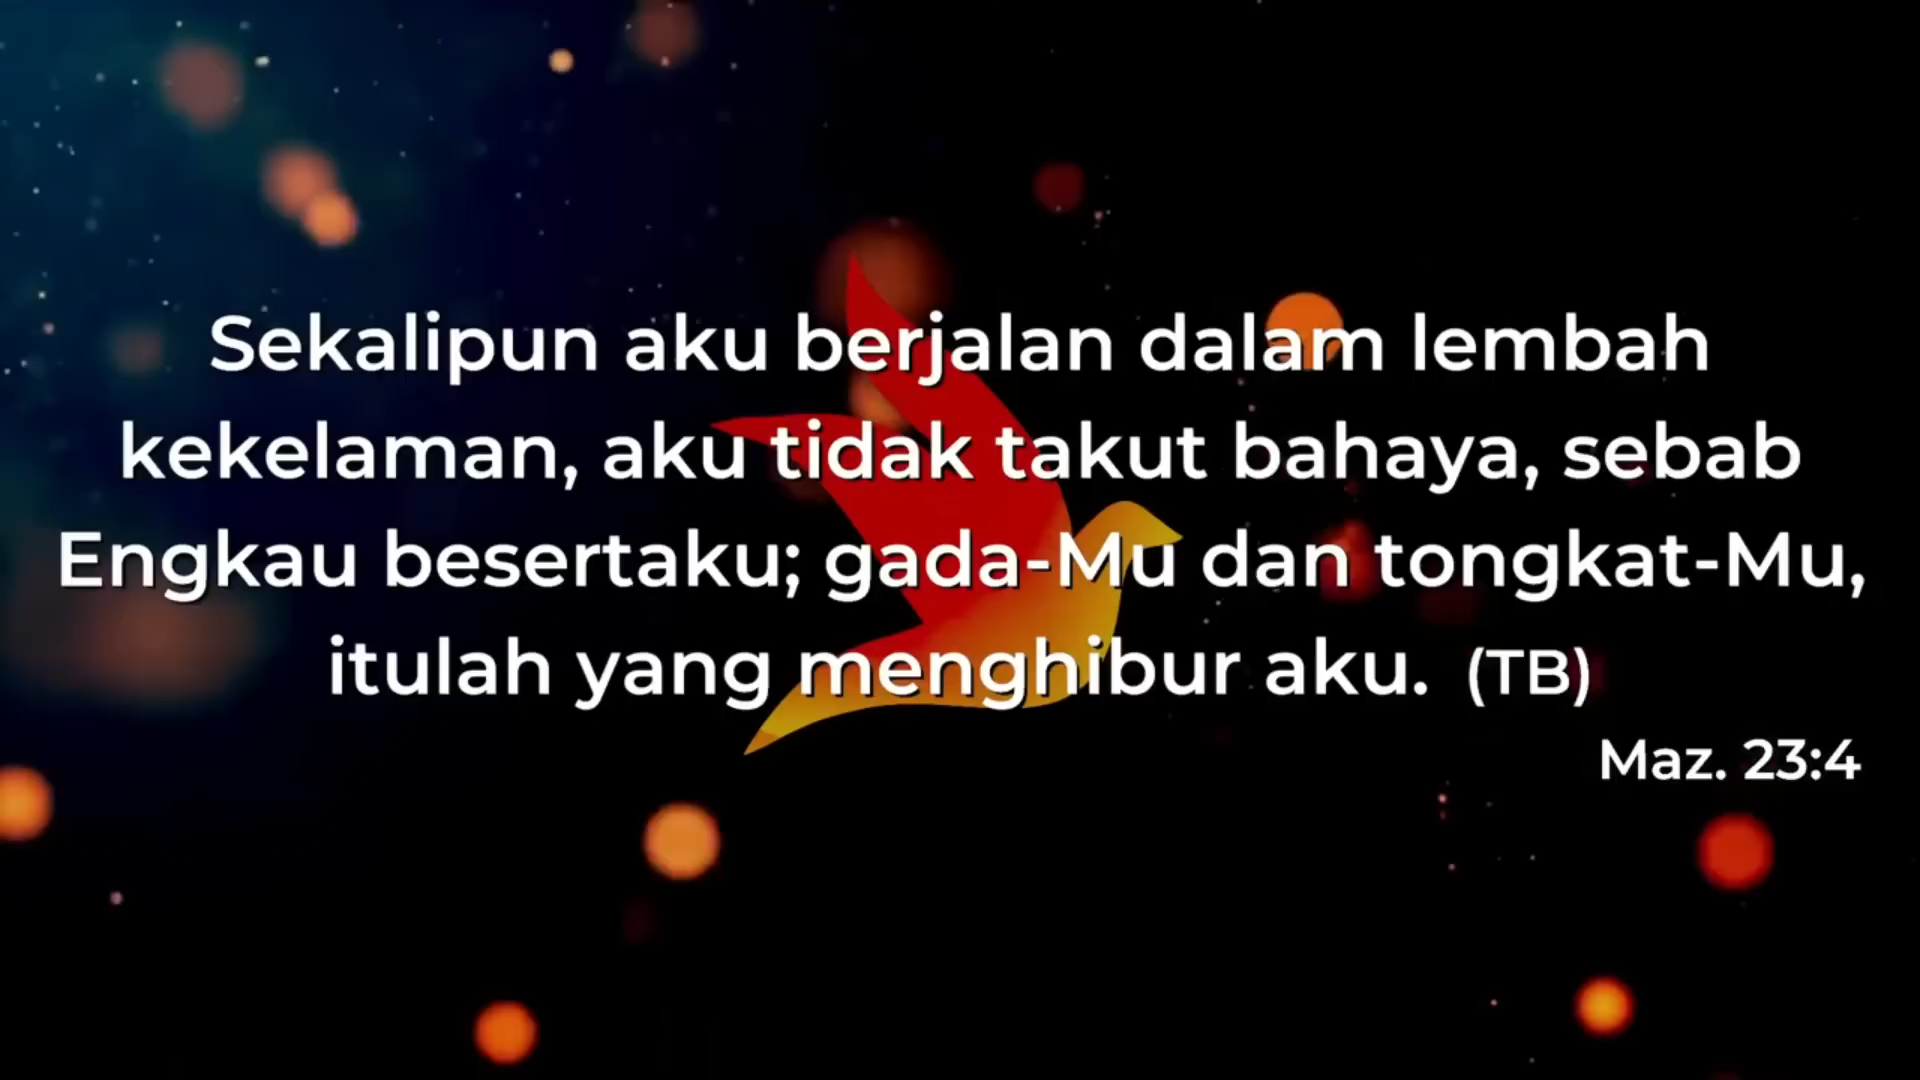 Sekalipun aku berjalan dalam lembah
kekelaman, aku tidak takut bahaya, sebab
Engkau besertaku; gada-Mu dan tongkat-Mu,
itulah yang menghibur aku. (TB)
Maz. 23:4